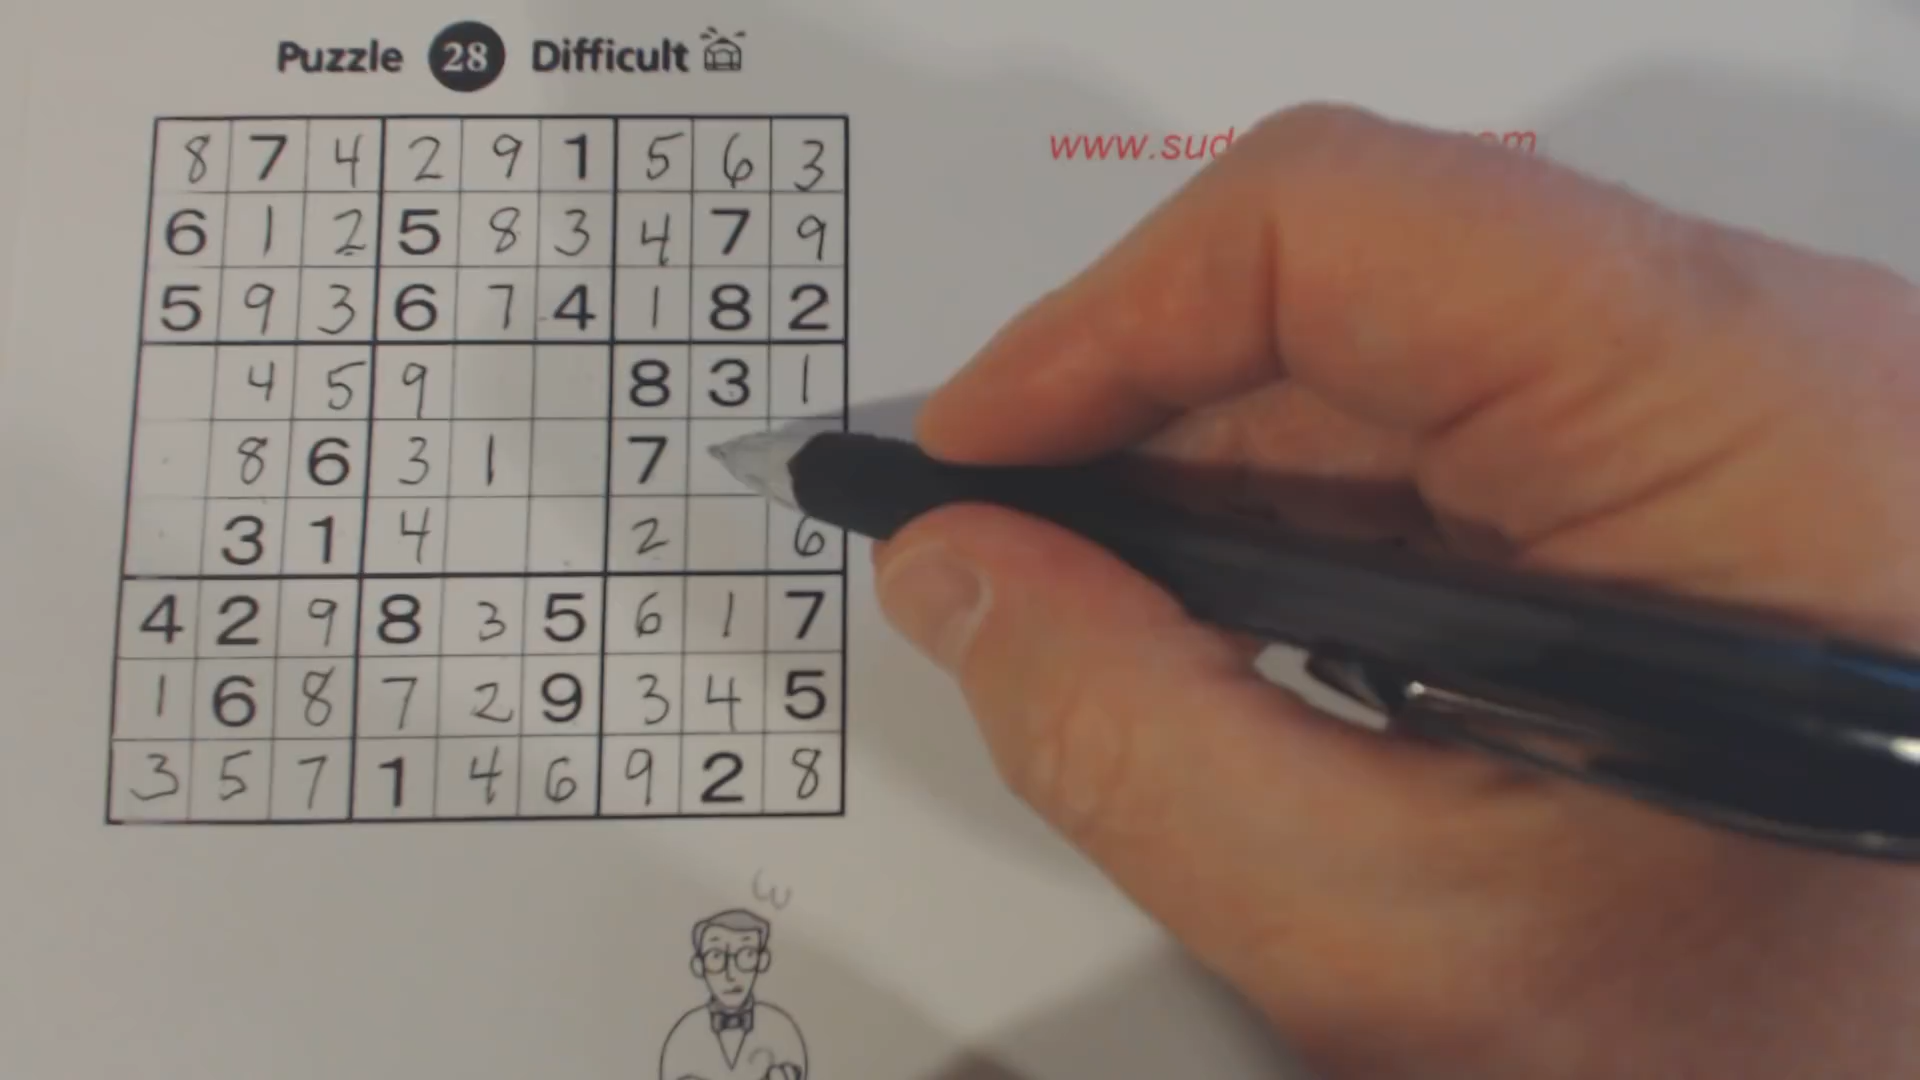 Puzzle 28 Difficult
8 7 4 2 9 1 5 6 3
www.sud
6 1 2 5 8 3 4 7 9
5 9 3 6 7 4 1 8 2
4 5 9 8 3 1
8 6 3 1 7
3 1 4 2 6
4 2 9 8 3 5 6 1 7
1 6 8 7 2 9 3 4 5
3 5 7 1 4 6 9 2 8